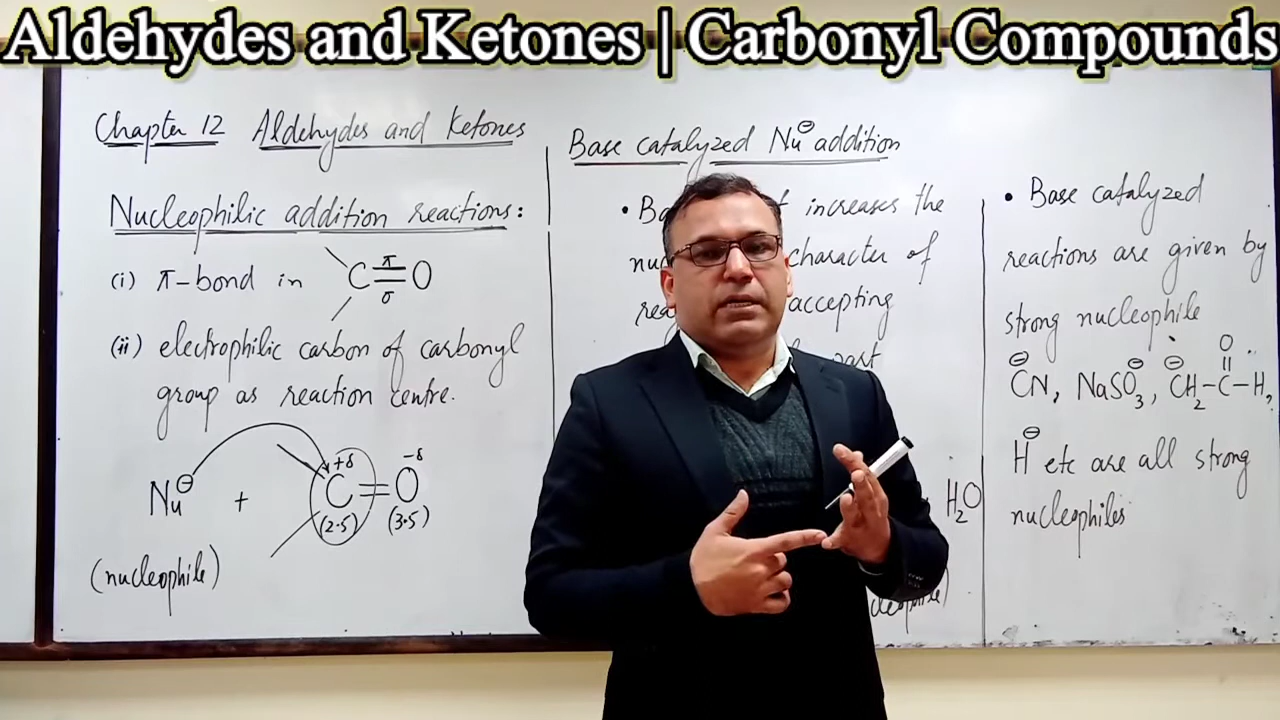 Aldehydes and Ketones | Carbonyl Compounds
Chapter 12 Aldehydes and Ketones
Nucleophilic addition reactions:
(i) π-bond in C=O
π
σ
(ii) electrophilic carbon of carbonyl
group as reaction centre.
Nu⊖ + C=O
+δ -δ
(2.5) (3.5)
(nucleophile)
Base catalyzed Nu⊖ addition
• increases the
character of
accepting
part
H2O
• Base catalyzed
reactions are given by
strong nucleophile
⊖CN, NaSO3⊖, ⊖CH2-C-H,
O
H⊖ etc are all strong
nucleophiles